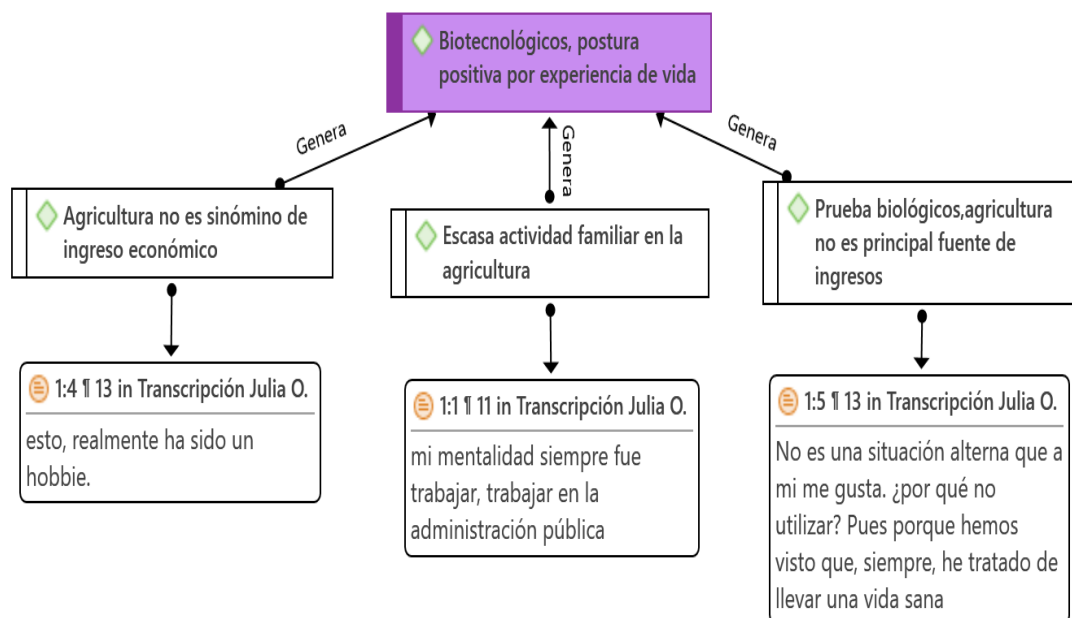 Biotecnológicos, postura
positiva por experiencia de vida
Genera
Genera
Genera
Agricultura no es sinómino de
ingreso económico
Escasa actividad familiar en la
agricultura
Prueba biológicos,agricultura
no es principal fuente de
ingresos
1:4 ¶ 13 in Transcripción Julia O.
esto, realmente ha sido un
hobbie.
1:1 ¶ 11 in Transcripción Julia O.
mi mentalidad siempre fue
trabajar, trabajar en la
administración pública
1:5 ¶ 13 in Transcripción Julia O.
No es una situación alterna que a
mi me gusta. ¿por qué no
utilizar? Pues porque hemos
visto que, siempre, he tratado de
llevar una vida sana